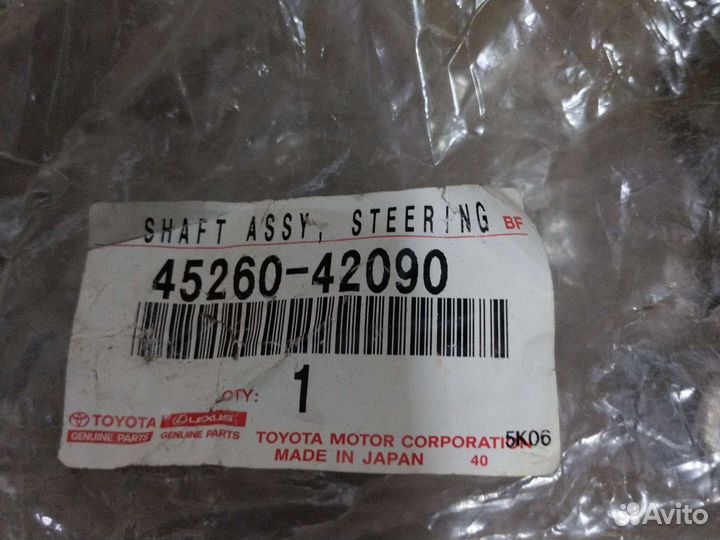 SHAFT ASSY, STEERING BF
45260-42090
QTY: 1
TOYOTA LEXUS
GENUINE PARTS GENUINE PARTS
TOYOTA MOTOR CORPORATION 5K06
MADE IN JAPAN 40
Avito